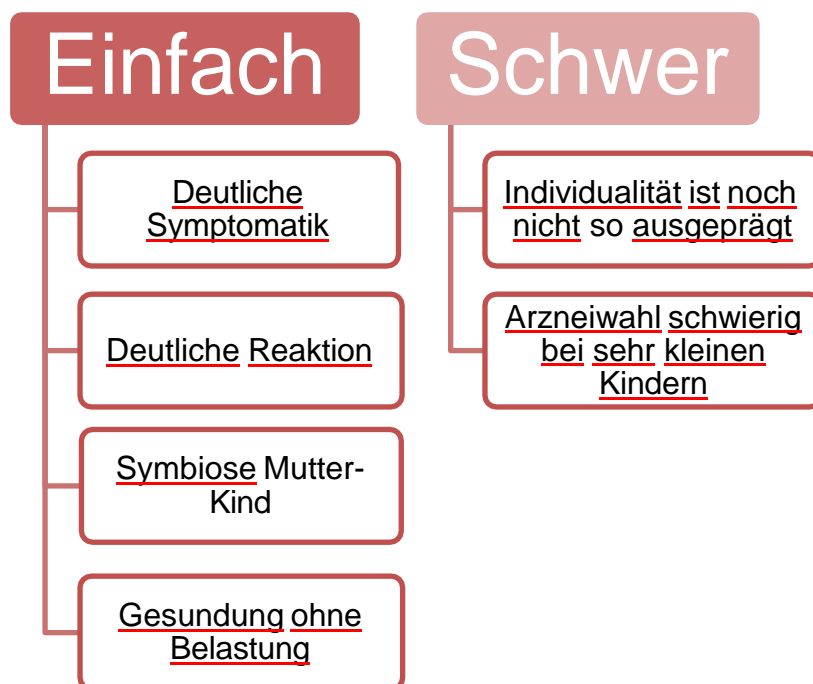 Einfach
Deutliche
Symptomatik
Deutliche Reaktion
Symbiose Mutter-
Kind
Gesundung ohne
Belastung
Schwer
Individualität ist noch
nicht so ausgeprägt
Arzneiwahl schwierig
bei sehr kleinen
Kindern